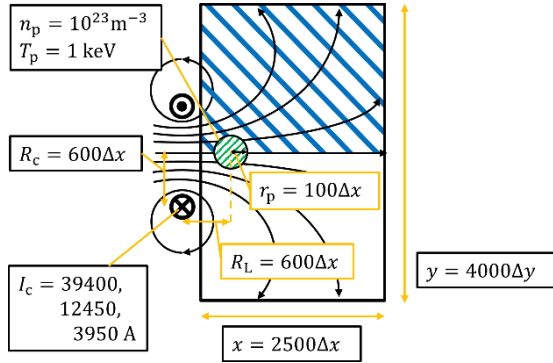 n_p = 10^23 m^−3
T_p = 1 keV
R_c = 600Δx
r_p = 100Δx
R_L = 600Δx
I_c = 39400,
12450,
3950 A
y = 4000Δy
x = 2500Δx